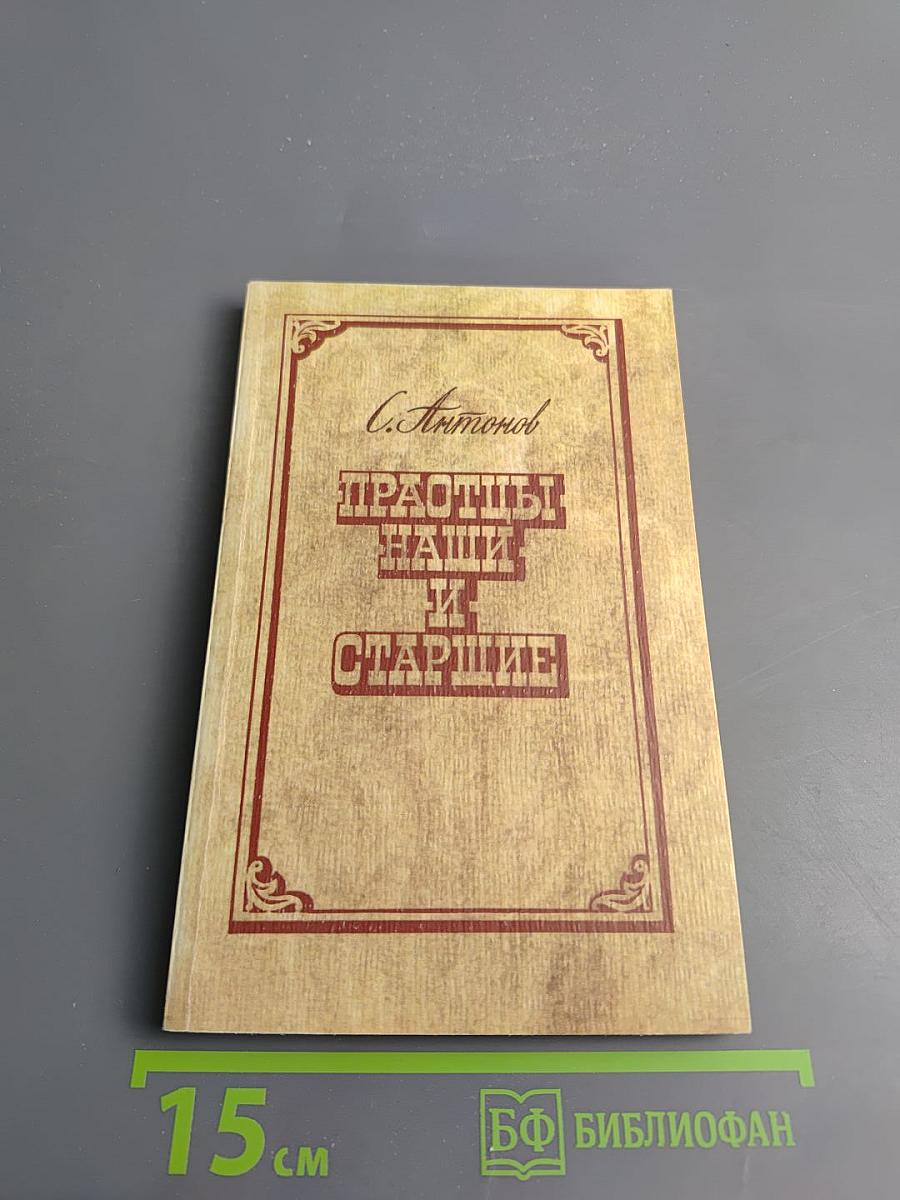 С. Антонов
ПРАОТЦЫ
НАШИ
И
СТАРШИЕ
15 см
БФ БИБЛИОФАН